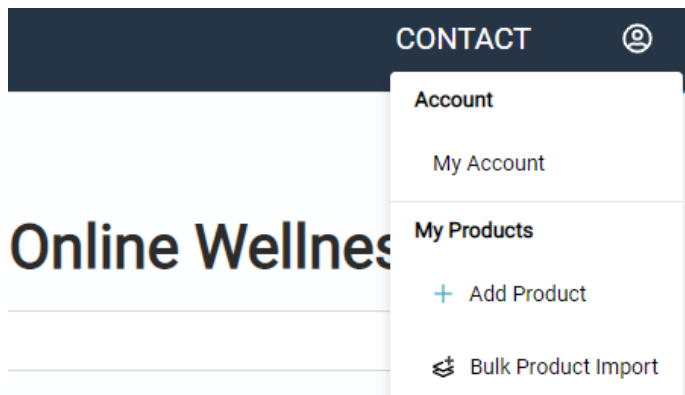 CONTACT
Account
My Account
Online Wellnes
My Products
Add Product
Bulk Product Import